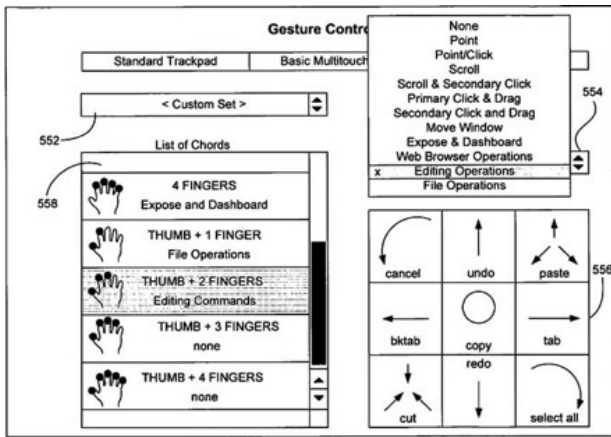 Gesture Contro
None
Point
Point/Click
Scroll
Scroll & Secondary Click
Primary Click & Drag
Secondary Click and Drag
Move Window
Expose & Dashboard
Web Browser Operations
x Editing Operations
File Operations
Standard Trackpad
Basic Multitouch
554
< Custom Set >
552
List of Chords
558
4 FINGERS
Expose and Dashboard
THUMB + 1 FINGER
File Operations
THUMB + 2 FINGERS
Editing Commands
THUMB + 3 FINGERS
none
THUMB + 4 FINGERS
none
cancel
undo
paste
556
bktab
copy
tab
cut
redo
select all